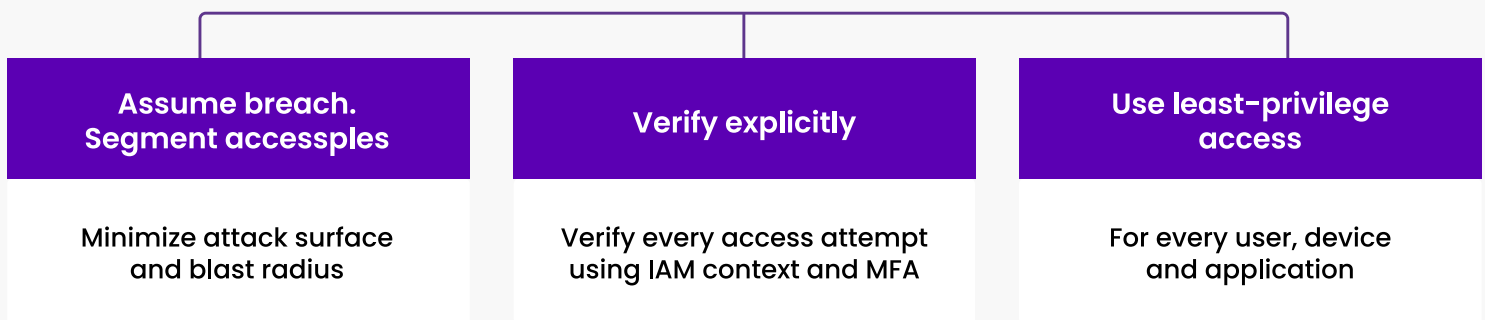 Assume breach.
Segment accessples
Minimize attack surface
and blast radius
Verify explicitly
Verify every access attempt
using IAM context and MFA
Use least-privilege
access
For every user, device
and application